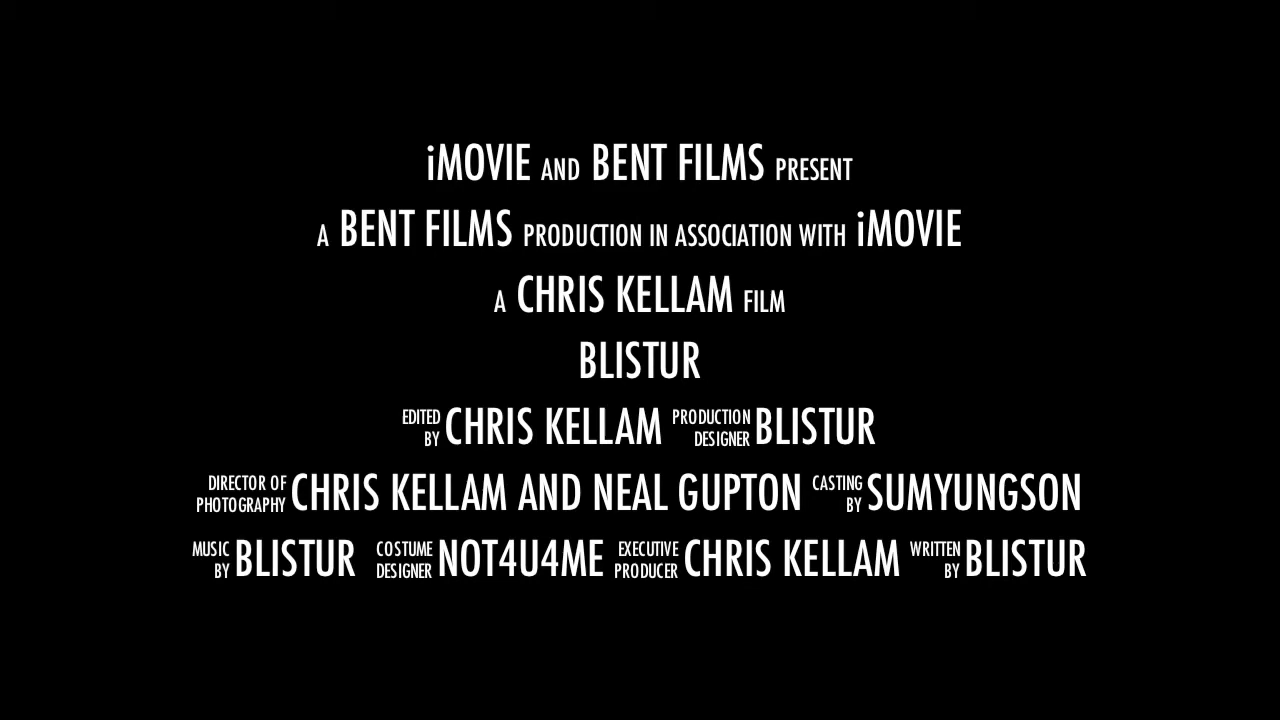 iMOVIE AND BENT FILMS PRESENT
A BENT FILMS PRODUCTION IN ASSOCIATION WITH iMOVIE
A CHRIS KELLAM FILM
BLISTUR
EDITED BY CHRIS KELLAM PRODUCTION DESIGNER BLISTUR
DIRECTOR OF PHOTOGRAPHY CHRIS KELLAM AND NEAL GUPTON CASTING BY SUMYUNGSON
MUSIC BY BLISTUR COSTUME DESIGNER NOT4U4ME EXECUTIVE PRODUCER CHRIS KELLAM WRITTEN BY BLISTUR